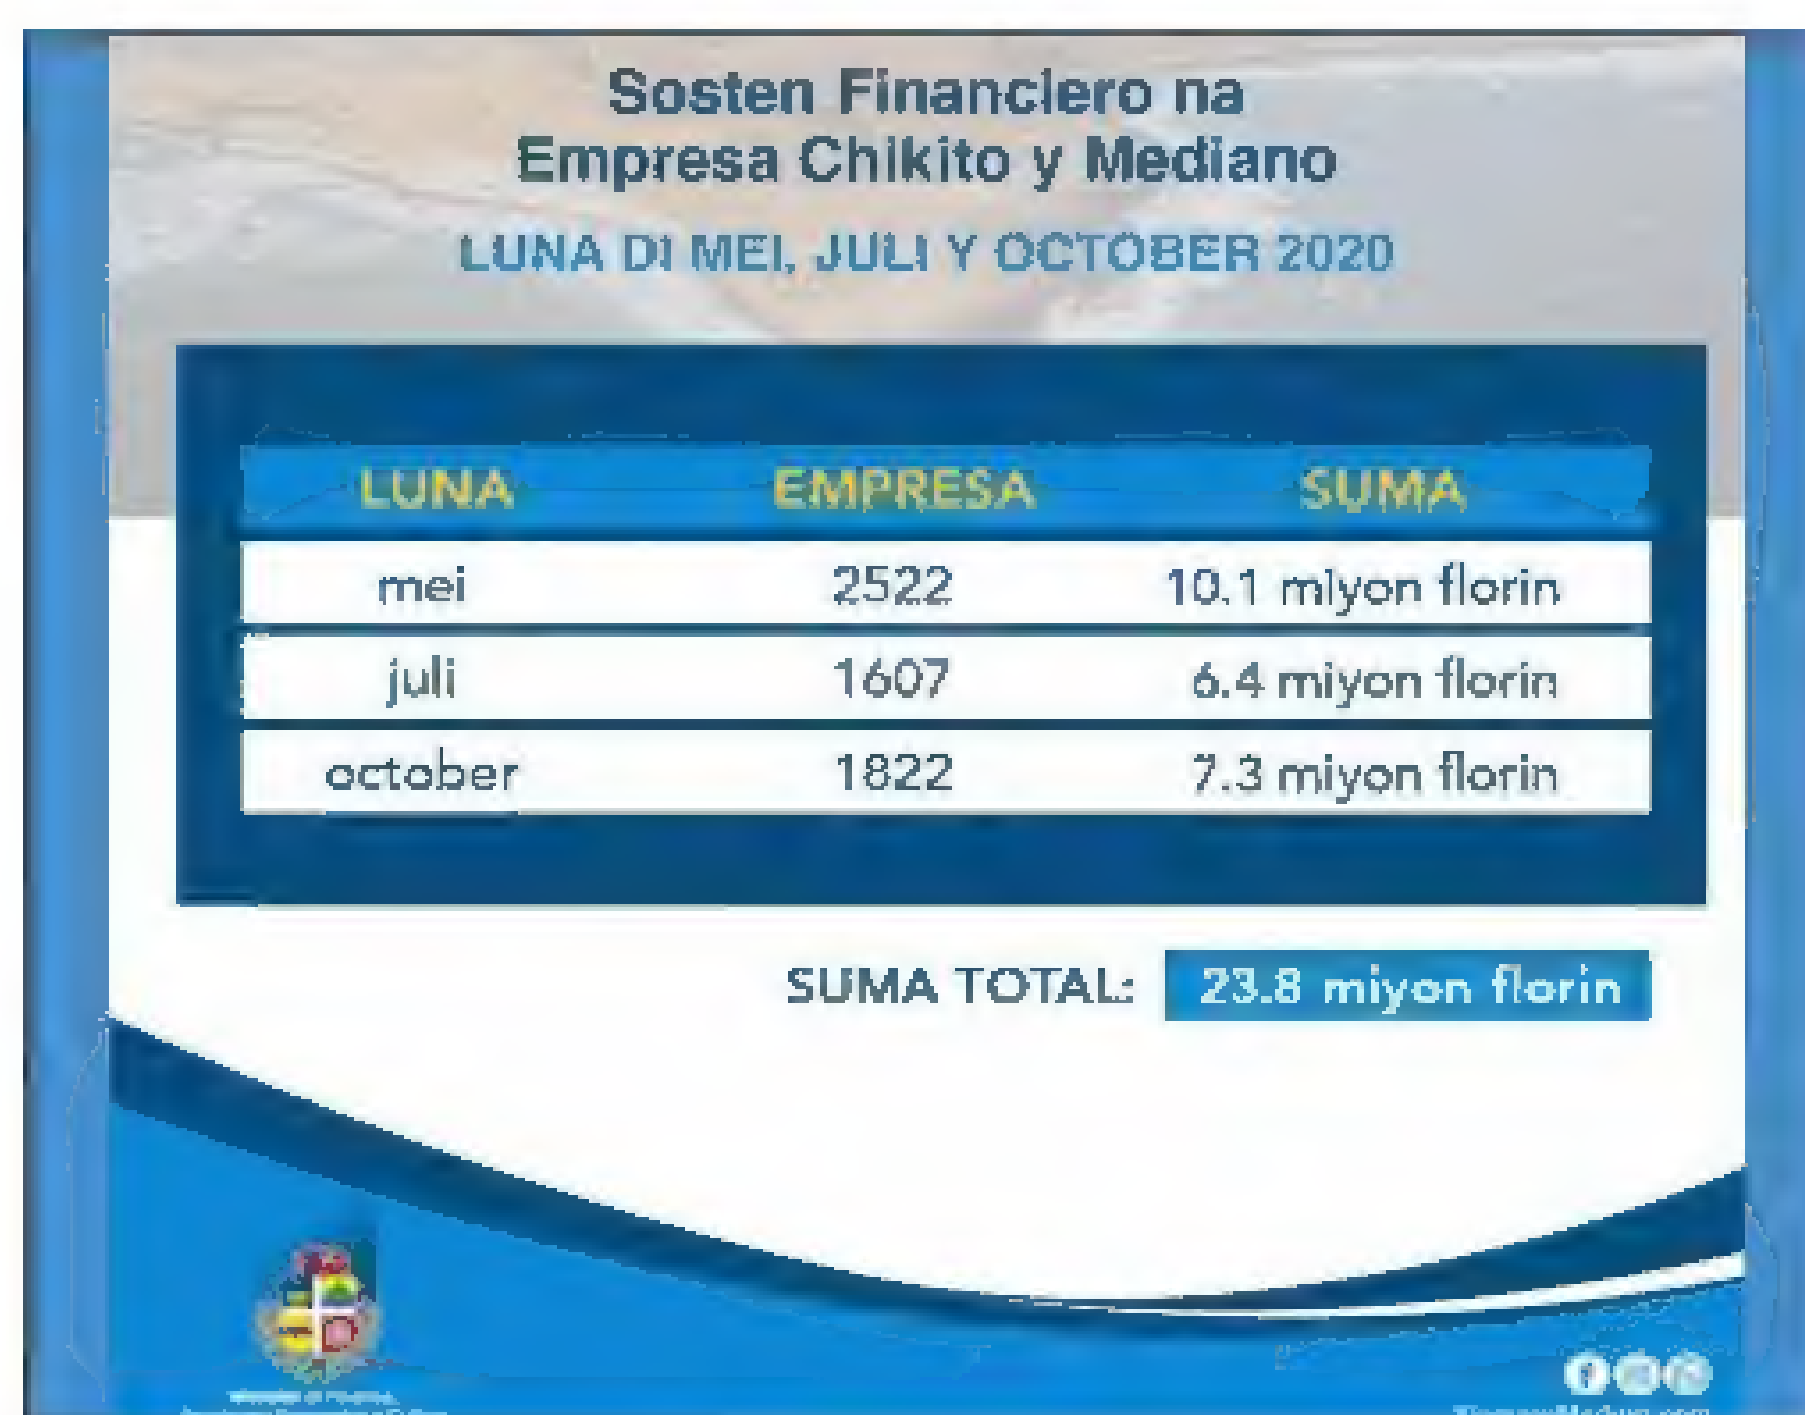 Sosten Financiero na
Empresa Chikito y Mediano
LUNA DI MEI, JULI Y OCTOBER 2020
LUNA EMPRESA SUMA
mei 2522 10.1 miyon florin
juli 1607 6.4 miyon florin
october 1822 7.3 miyon florin
SUMA TOTAL: 23.8 miyon florin